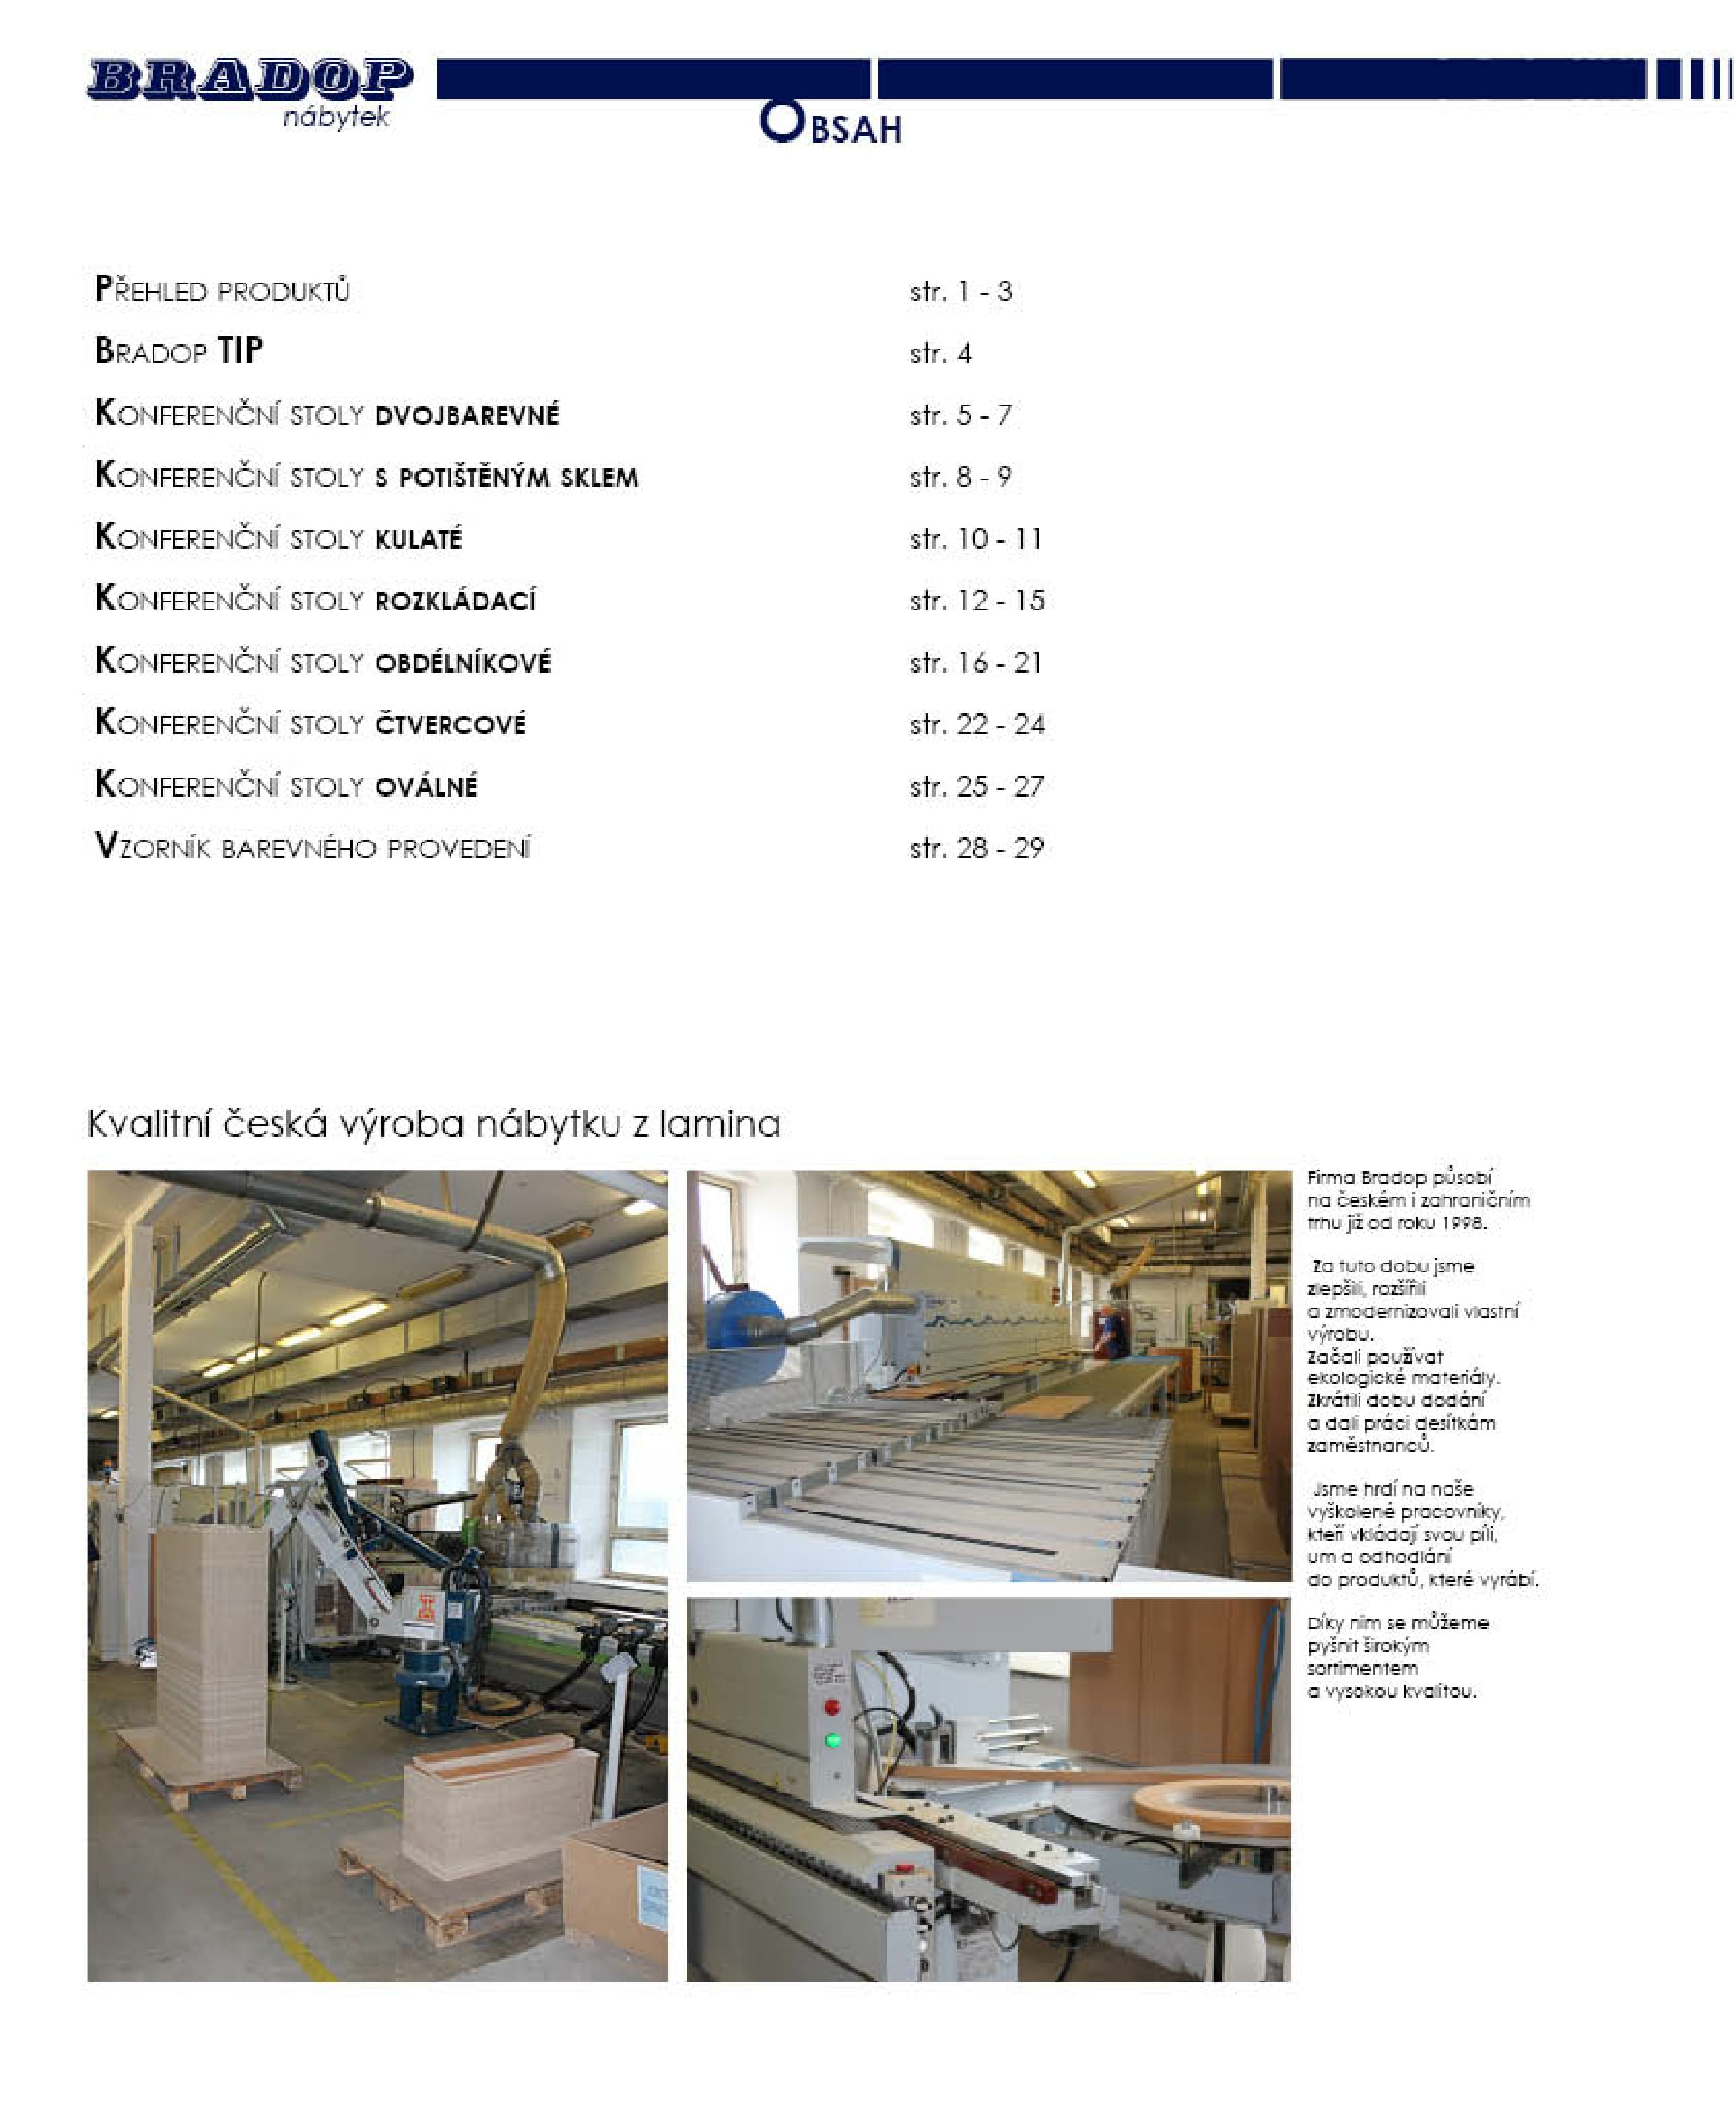 BRADOP
nábytek
OBSAH
PŘEHLED PRODUKTŮ str. 1 - 3
BRADOP TIP str. 4
KONFERENČNÍ STOLY DVOJBAREVNÉ str. 5 - 7
KONFERENČNÍ STOLY S POTIŠTĚNÝM SKLEM str. 8 - 9
KONFERENČNÍ STOLY KULATÉ str. 10 - 11
KONFERENČNÍ STOLY ROZKLÁDACÍ str. 12 - 15
KONFERENČNÍ STOLY OBDÉLNÍKOVÉ str. 16 - 21
KONFERENČNÍ STOLY ČTVERCOVÉ str. 22 - 24
KONFERENČNÍ STOLY OVÁLNÉ str. 25 - 27
VZORNÍK BAREVNÉHO PROVEDENÍ str. 28 - 29
Kvalitní česká výroba nábytku z lamina
Firma Bradop působí
na českém i zahraničním
trhu již od roku 1998.
Za tuto dobu jsme
zlepšili, rozšířili
a zmodernizovali vlastní
výrobu.
Začali používat
ekologické materiály.
Zkrátili dobu dodání
a dali práci desítkám
zaměstnanců.
Jsme hrdí na naše
vyškolené pracovníky,
kteří vkládají svou píli,
um a odhodlání
do produktů, které vyrábí.
Díky nim se můžeme
pyšnit širokým
sortimentem
a vysokou kvalitou.